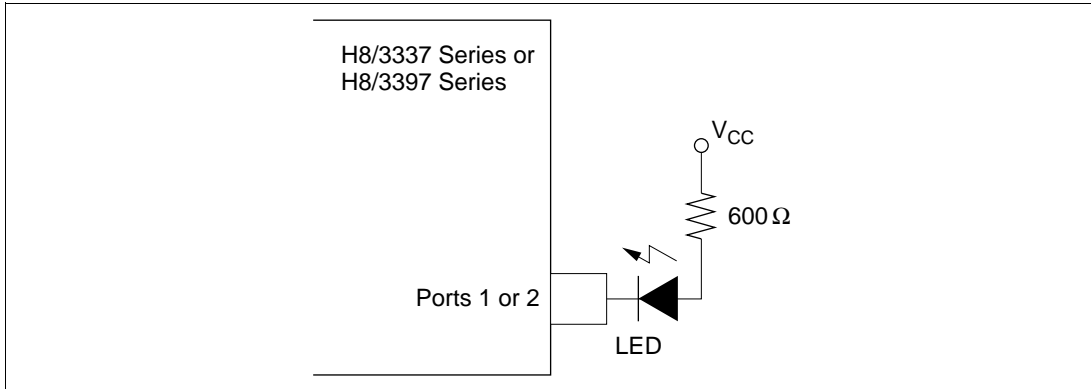 H8/3337 Series or
H8/3397 Series
VCC
600 Ω
Ports 1 or 2
LED